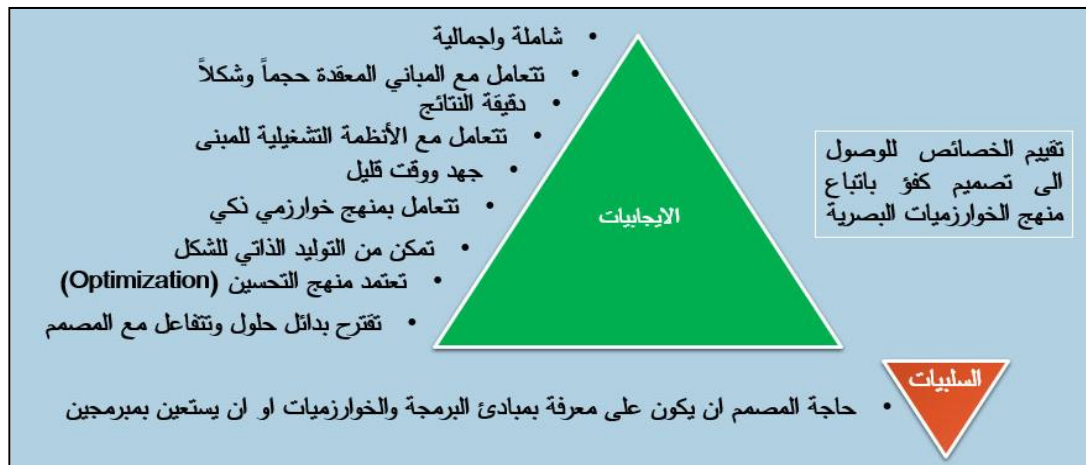 تقييم الخصائص للوصول
الى تصميم كفؤ باتباع
منهج الخوارزميات البصرية
الايجابيات
• شاملة واجمالية
• تتعامل مع المباني المعقدة حجماً وشكلاً
• دقيقة النتائج
• تتعامل مع الأنظمة التشغيلية للمبنى
• جهد ووقت قليل
• تتعامل بمنهج خوارزمي ذكي
• تمكن من التوليد الذاتي للشكل
• تعتمد منهج التحسين (Optimization)
• تقترح بدائل حلول وتتفاعل مع المصمم
السلبيات
• حاجة المصمم ان يكون على معرفة بمبادئ البرمجة والخوارزميات او ان يستعين بمبرمجين